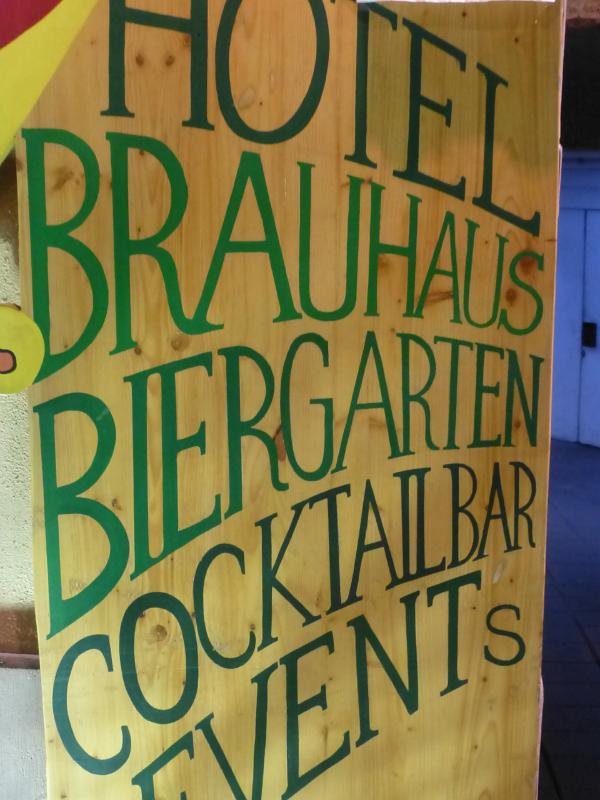 HOTEL
BRAUHAUS
BIERGARTEN
COCKTAILBAR
EVENTs